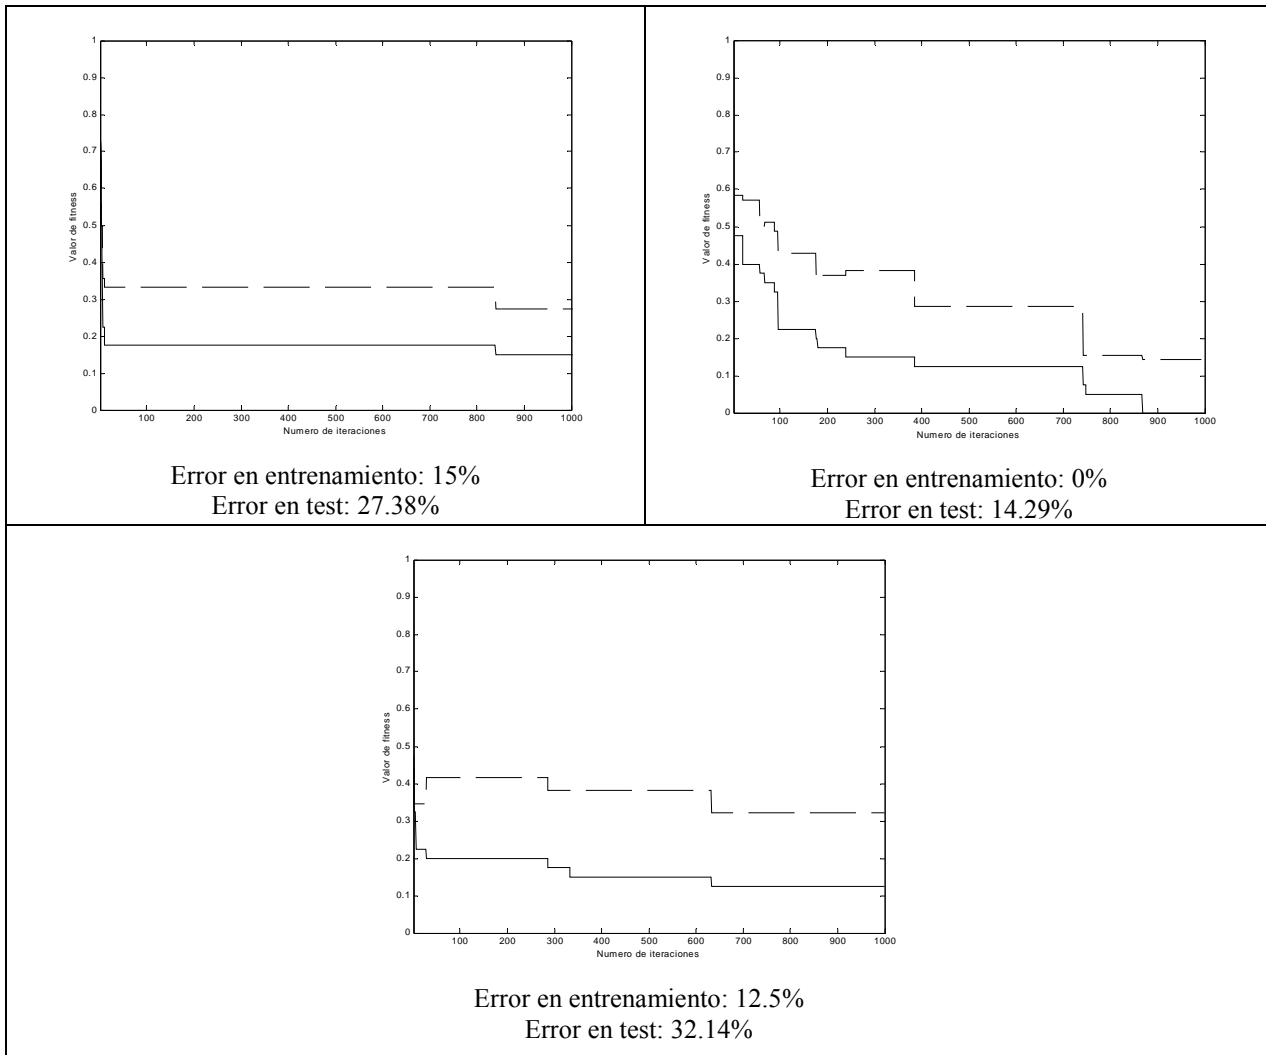 1
0.9
0.8
0.7
0.6
0.5
0.4
0.3
0.2
0.1
0
Valor de fitness
100 200 300 400 500 600 700 800 900 1000
Numero de iteraciones
Error en entrenamiento: 15%
Error en test: 27.38%
1
0.9
0.8
0.7
0.6
0.5
0.4
0.3
0.2
0.1
0
Valor de fitness
100 200 300 400 500 600 700 800 900 1000
Numero de iteraciones
Error en entrenamiento: 0%
Error en test: 14.29%
1
0.9
0.8
0.7
0.6
0.5
0.4
0.3
0.2
0.1
0
Valor de fitness
100 200 300 400 500 600 700 800 900 1000
Numero de iteraciones
Error en entrenamiento: 12.5%
Error en test: 32.14%